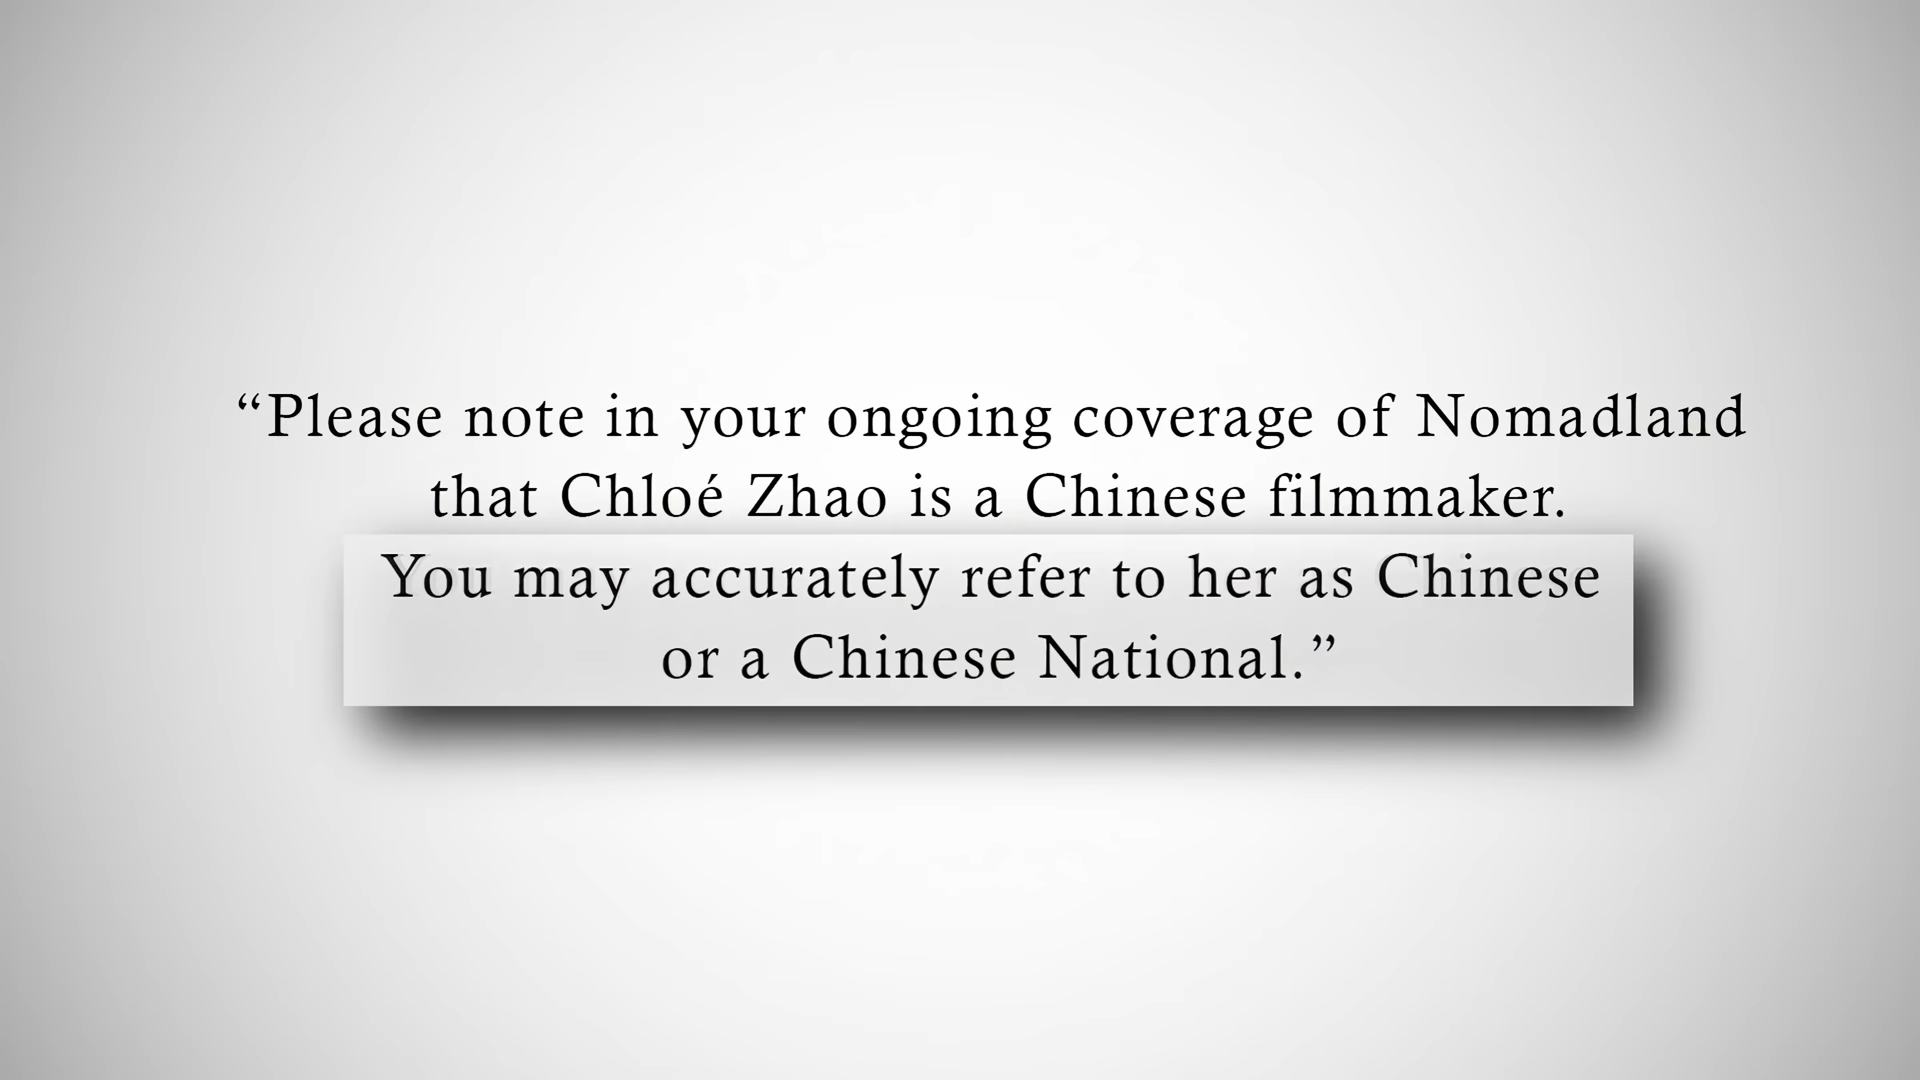 “Please note in your ongoing coverage of Nomadland
that Chloé Zhao is a Chinese filmmaker.
You may accurately refer to her as Chinese
or a Chinese National.”